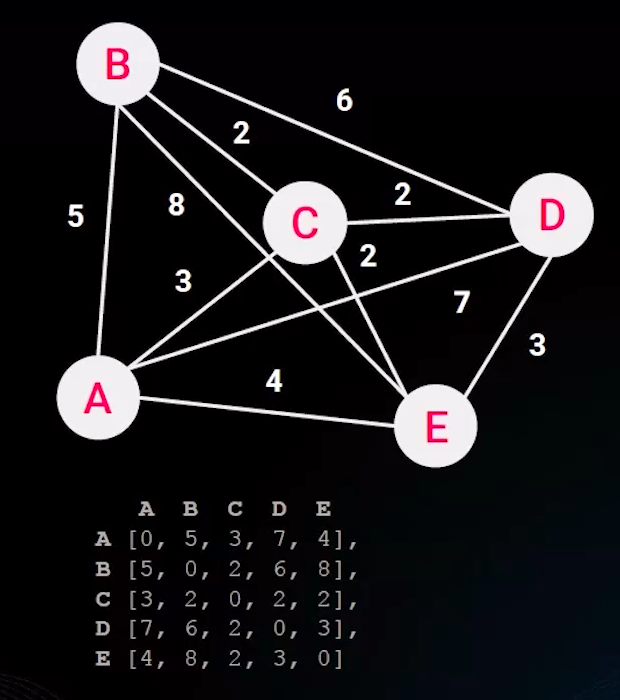 B
6
2
5
8
C
2
D
2
3
7
3
4
A
E
A B C D E
A [0, 5, 3, 7, 4],
B [5, 0, 2, 6, 8],
C [3, 2, 0, 2, 2],
D [7, 6, 2, 0, 3],
E [4, 8, 2, 3, 0]